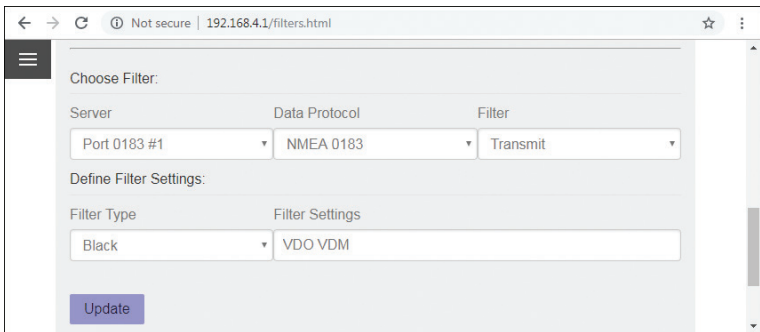 Not secure | 192.168.4.1/filters.html
Choose Filter:
Server Data Protocol Filter
Port 0183 #1 NMEA 0183 Transmit
Define Filter Settings:
Filter Type Filter Settings
Black VDO VDM
Update